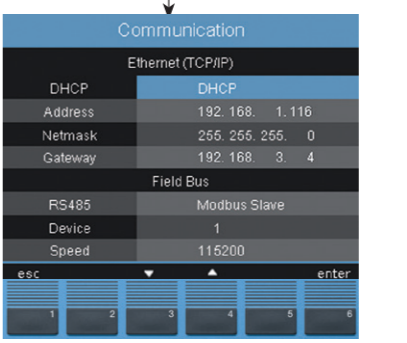 Communication
Ethernet (TCP/IP)
DHCP DHCP
Address 192. 168. 1. 116
Netmask 255. 255. 255. 0
Gateway 192. 168. 3. 4
Field Bus
RS485 Modbus Slave
Device 1
Speed 115200
esc ▼ ▲ enter
1 2 3 4 5 6